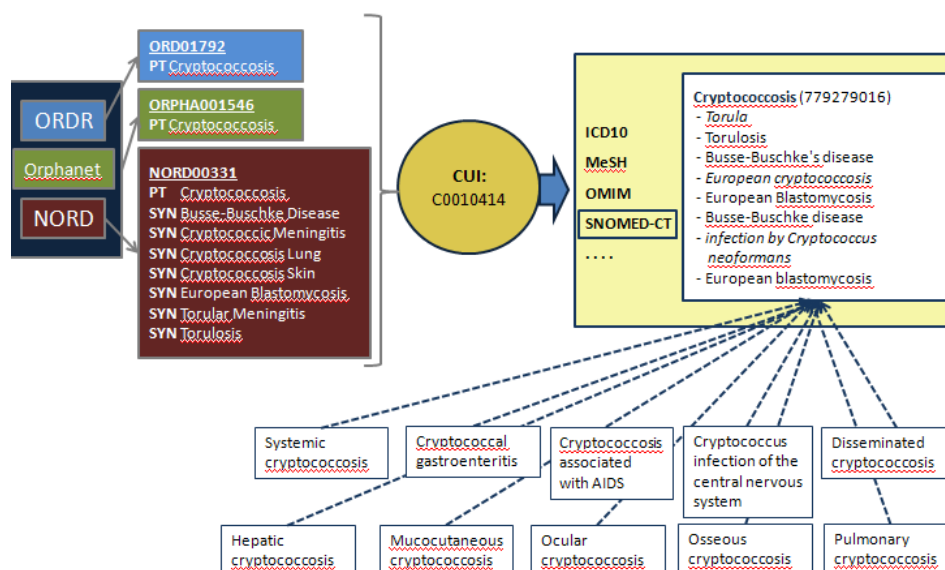 ORDR
Orphanet
NORD
ORD01792
PT Cryptococcosis
ORPHA001546
PT Cryptococcosis
NORD00331
PT Cryptococcosis
SYN Busse-Buschke Disease
SYN Cryptococcic Meningitis
SYN Cryptococcosis Lung
SYN Cryptococcosis Skin
SYN European Blastomycosis
SYN Torular Meningitis
SYN Torulosis
CUI:
C0010414
ICD10
MeSH
OMIM
SNOMED-CT
....
Cryptococcosis (779279016)
- Torula
- Torulosis
- Busse-Buschke's disease
- European cryptococcosis
- European Blastomycosis
- Busse-Buschke disease
- infection by Cryptococcus
neoformans
- European blastomycosis
Systemic
cryptococcosis
Cryptococcal
gastroenteritis
Cryptococcosis
associated
with AIDS
Cryptococcus
infection of the
central nervous
system
Disseminated
cryptococcosis
Hepatic
cryptococcosis
Mucocutaneous
cryptococcosis
Ocular
cryptococcosis
Osseous
cryptococcosis
Pulmonary
cryptococcosis